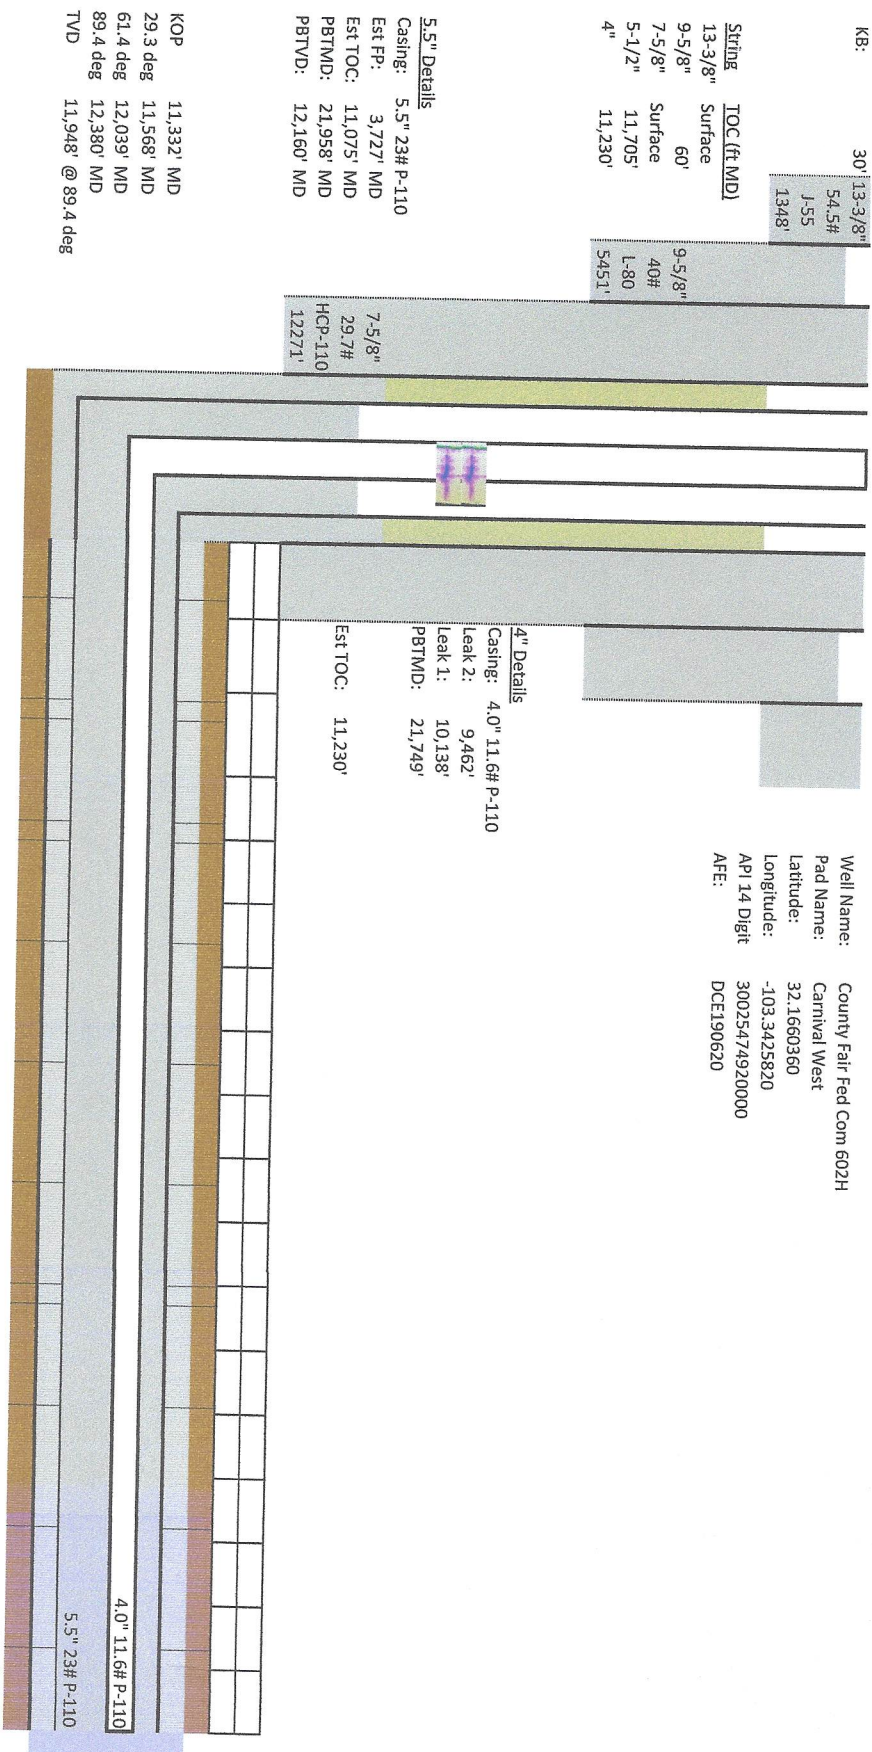 KB: 30'
13-3/8"
54.5#
J-55
1348'
String TOC (ft MD)
13-3/8" Surface
9-5/8" 60'
7-5/8" Surface
5-1/2" 11,705'
4" 11,230'
9-5/8"
40#
L-80
5451'
5.5" Details
Casing: 5.5" 23# P-110
Est FP: 3,727' MD
Est TOC: 11,075' MD
PBTMD: 21,958' MD
PBTVD: 12,160' MD
7-5/8"
29.7#
HCP-110
12271'
KOP 11,332' MD
29.3 deg 11,568' MD
61.4 deg 12,039' MD
89.4 deg 12,380' MD
TVD 11,948' @ 89.4 deg
4" Details
Casing: 4.0" 11.6# P-110
Leak 2: 9,462'
Leak 1: 10,138'
PBTMD: 21,749'
Est TOC: 11,230'
Well Name: County Fair Fed Com 602H
Pad Name: Carnival West
Latitude: 32.1660360
Longitude: -103.3425820
API 14 Digit 30025474920000
AFE: DCE190620
4.0" 11.6# P-110
5.5" 23# P-110